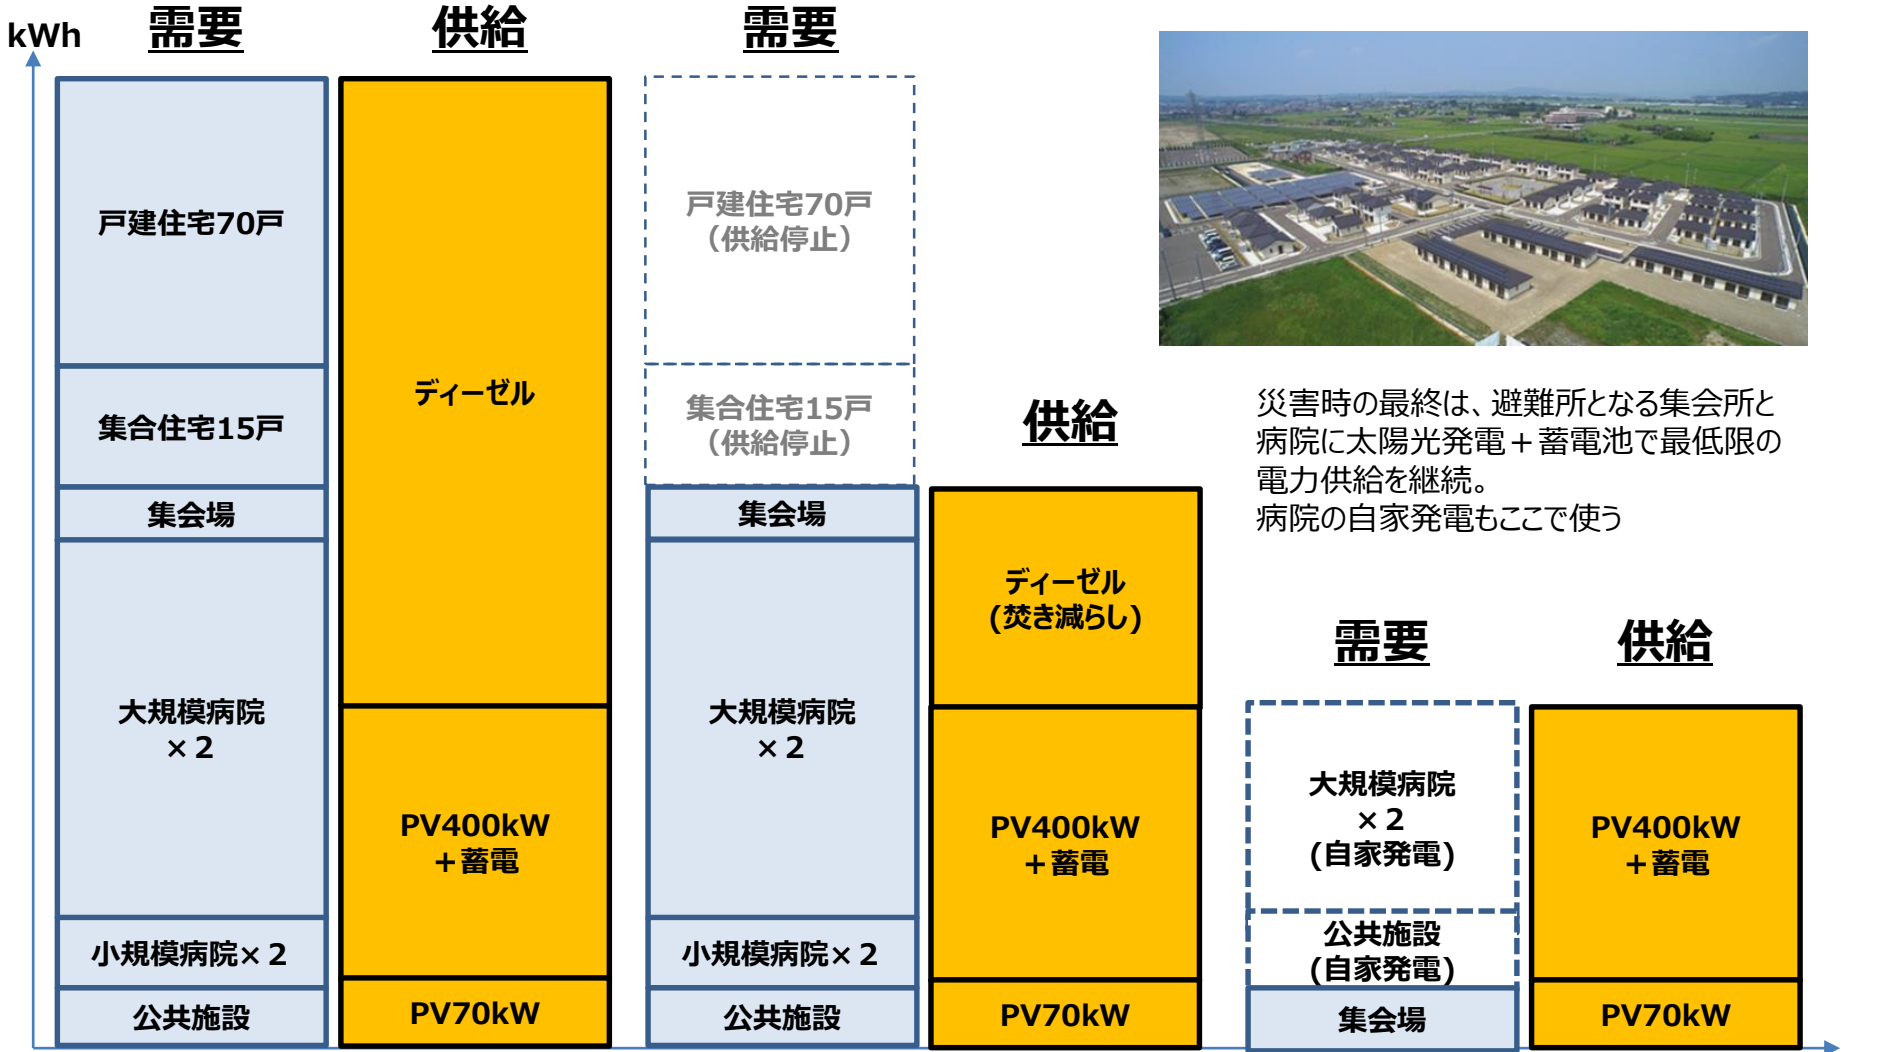 kWh
需要
供給
需要
戸建住宅70戸
集合住宅15戸
集会場
大規模病院
×２
小規模病院×２
公共施設
ディーゼル
PV400kW
＋蓄電
PV70kW
戸建住宅70戸
（供給停止）
集合住宅15戸
（供給停止）
集会場
大規模病院
×２
小規模病院×２
公共施設
供給
ディーゼル
(焚き減らし)
PV400kW
＋蓄電
PV70kW
災害時の最終は、避難所となる集会所と
病院に太陽光発電＋蓄電池で最低限の
電力供給を継続。
病院の自家発電もここで使う
需要
供給
大規模病院
×２
(自家発電)
公共施設
(自家発電)
集会場
PV400kW
＋蓄電
PV70kW